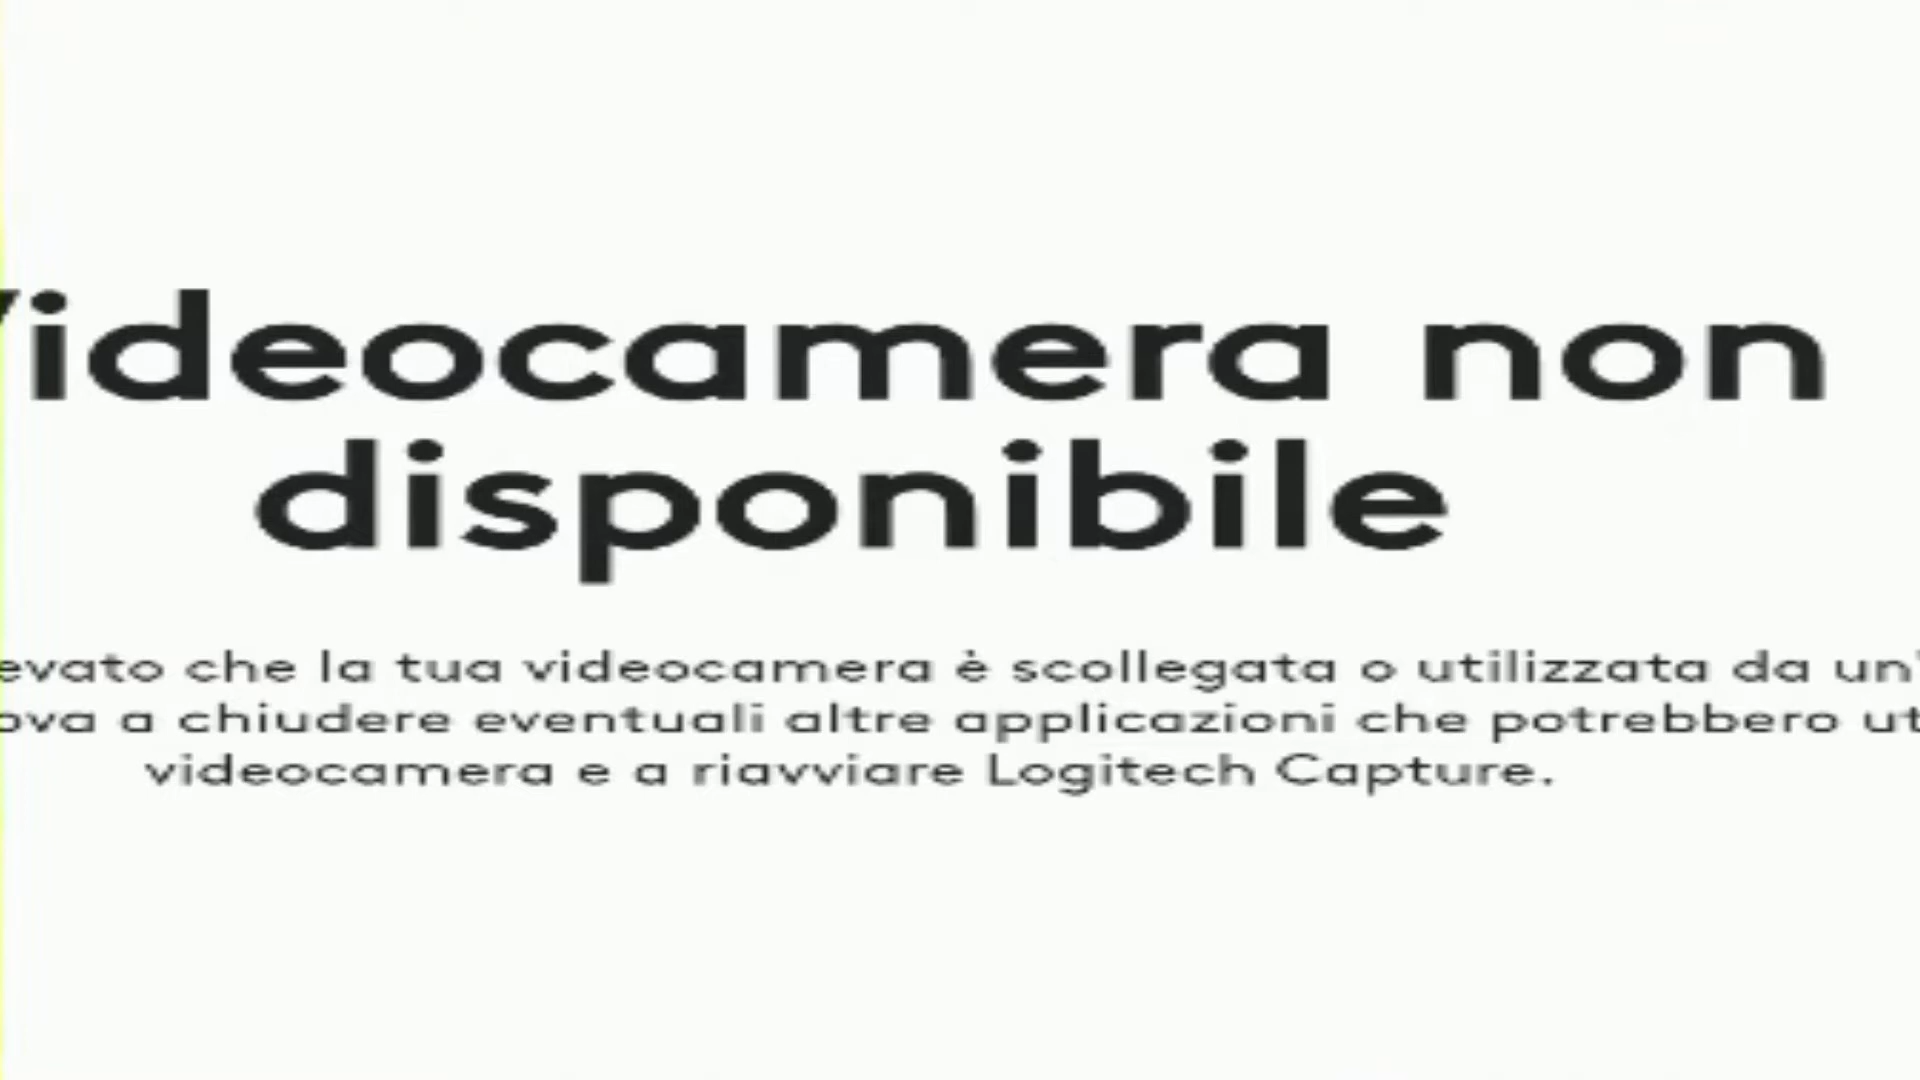 Videocamera non
disponibile
evato che la tua videocamera è scollegata o utilizzata da un'
ova a chiudere eventuali altre applicazioni che potrebbero ut
videocamera e a riavviare Logitech Capture.